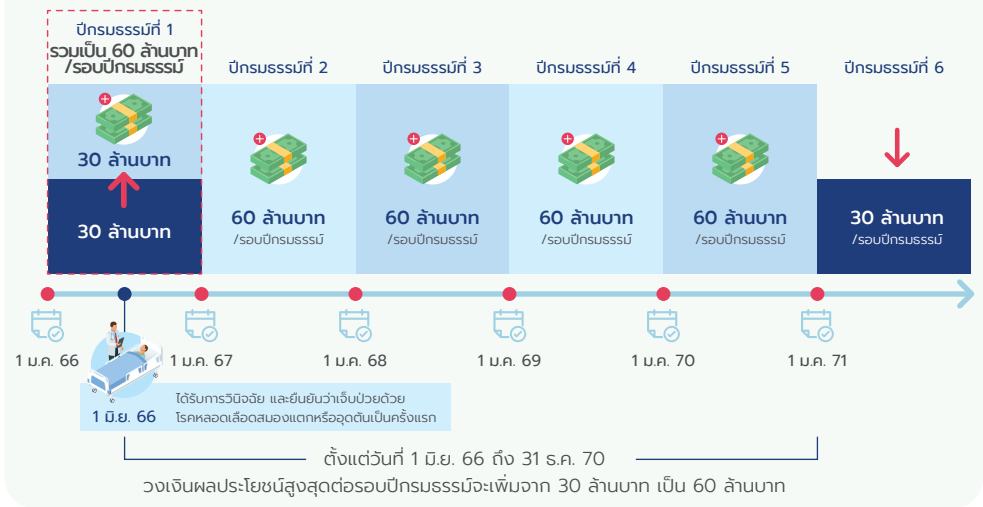 ปีกรมธรรม์ที่ 1
รวมเป็น 60 ล้านบาท
/รอบปีกรมธรรม์
ปีกรมธรรม์ที่ 2
ปีกรมธรรม์ที่ 3
ปีกรมธรรม์ที่ 4
ปีกรมธรรม์ที่ 5
ปีกรมธรรม์ที่ 6
30 ล้านบาท
30 ล้านบาท
60 ล้านบาท
/รอบปีกรมธรรม์
60 ล้านบาท
/รอบปีกรมธรรม์
60 ล้านบาท
/รอบปีกรมธรรม์
60 ล้านบาท
/รอบปีกรมธรรม์
30 ล้านบาท
/รอบปีกรมธรรม์
1 ม.ค. 66
1 ม.ค. 67
1 ม.ค. 68
1 ม.ค. 69
1 ม.ค. 70
1 ม.ค. 71
1 มิ.ย. 66
ได้รับการวินิจฉัย และยืนยันว่าเจ็บป่วยด้วย
โรคหลอดเลือดสมองแตกหรืออุดตันเป็นครั้งแรก
ตั้งแต่วันที่ 1 มิ.ย. 66 ถึง 31 ธ.ค. 70
วงเงินผลประโยชน์สูงสุดต่อรอบปีกรมธรรม์จะเพิ่มจาก 30 ล้านบาท เป็น 60 ล้านบาท